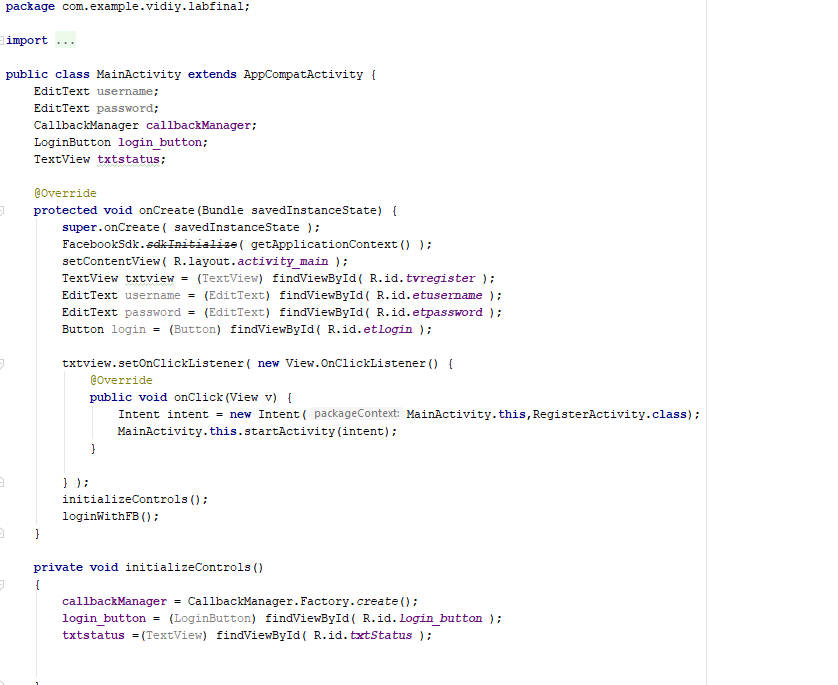 package com.example.vidiy.labfinal;
import ...
public class MainActivity extends AppCompatActivity {
EditText username;
EditText password;
CallbackManager callbackManager;
LoginButton login_button;
TextView txtstatus;
@Override
protected void onCreate(Bundle savedInstanceState) {
super.onCreate( savedInstanceState );
FacebookSdk.sdkInitialize( getApplicationContext() );
setContentView( R.layout.activity_main );
TextView txtview = (TextView) findViewById( R.id.tvregister );
EditText username = (EditText) findViewById( R.id.etusername );
EditText password = (EditText) findViewById( R.id.etpassword );
Button login = (Button) findViewById( R.id.etlogin );
txtview.setOnClickListener( new View.OnClickListener() {
@Override
public void onClick(View v) {
Intent intent = new Intent( packageContext: MainActivity.this,RegisterActivity.class);
MainActivity.this.startActivity(intent);
}
} );
initializeControls();
loginWithFB();
}
private void initializeControls()
{
callbackManager = CallbackManager.Factory.create();
login_button = (LoginButton) findViewById( R.id.login_button );
txtstatus =(TextView) findViewById( R.id.txtStatus );